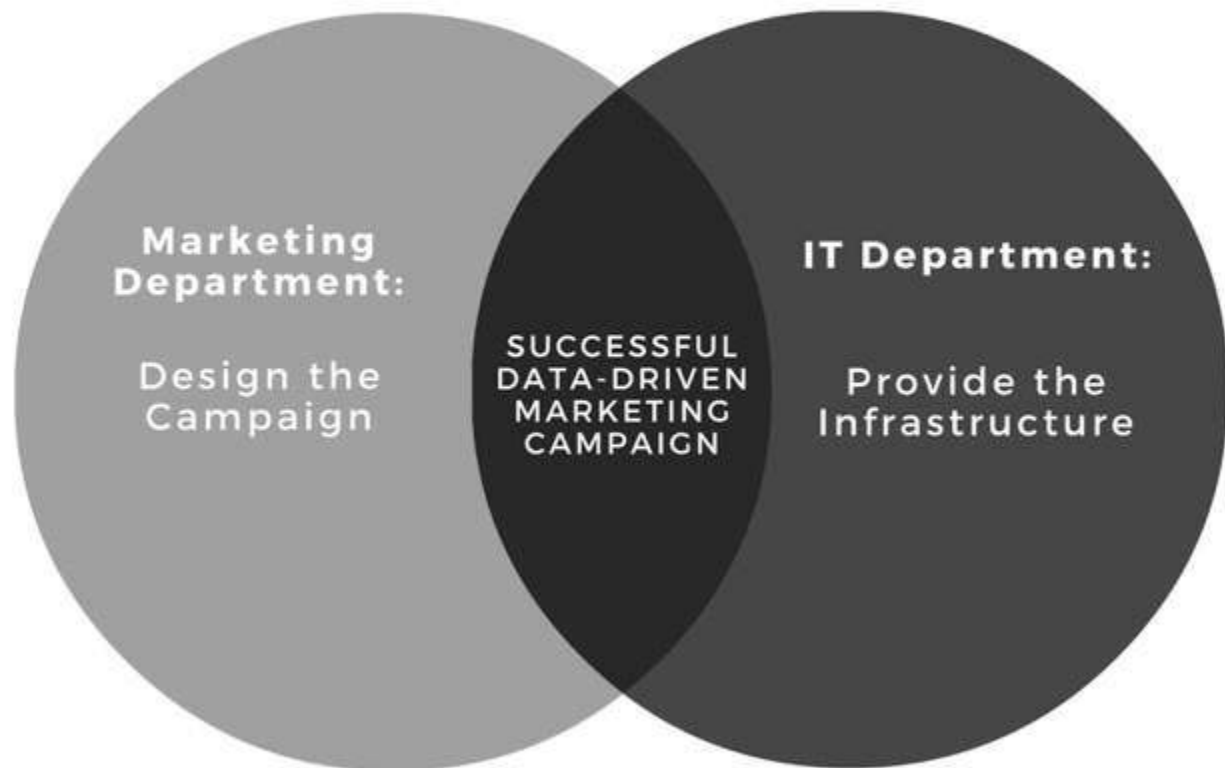 Marketing
Department:
Design the
Campaign
SUCCESSFUL
DATA-DRIVEN
MARKETING
CAMPAIGN
IT Department:
Provide the
Infrastructure